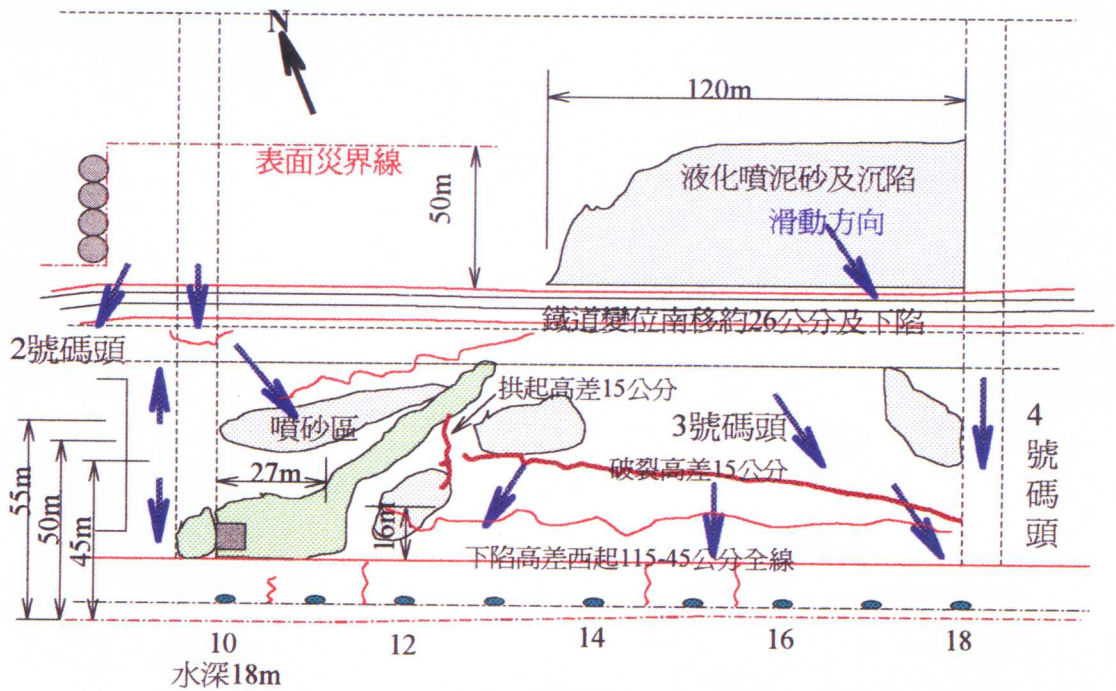 N
120m
表面災界線
50m
液化噴泥砂及沉陷
滑動方向
鐵道變位南移約26公分及下陷
2號碼頭
拱起高差15公分
噴砂區
3號碼頭
4號碼頭
破裂高差15公分
27m
55m
50m
45m
16m
下陷高差西起115-45公分全線
10
12
14
16
18
水深18m